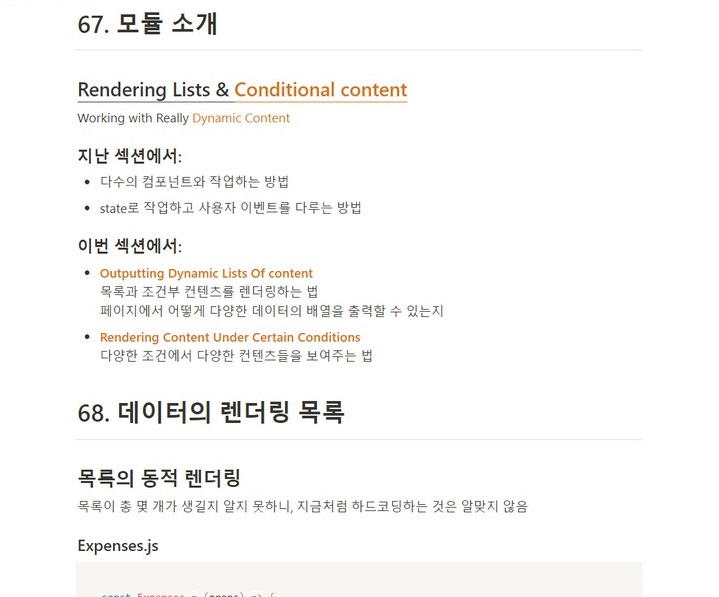 67. 모듈 소개
Rendering Lists & Conditional content
Working with Really Dynamic Content
지난 섹션에서:
• 다수의 컴포넌트와 작업하는 방법
• state로 작업하고 사용자 이벤트를 다루는 방법
이번 섹션에서:
• Outputting Dynamic Lists Of content
목록과 조건부 컨텐츠를 렌더링하는 법
페이지에서 어떻게 다양한 데이터의 배열을 출력할 수 있는지
• Rendering Content Under Certain Conditions
다양한 조건에서 다양한 컨텐츠들을 보여주는 법
68. 데이터의 렌더링 목록
목록의 동적 렌더링
목록이 총 몇 개가 생길지 알지 못하니, 지금처럼 하드코딩하는 것은 알맞지 않음
Expenses.js
const Expenses = (props) => {